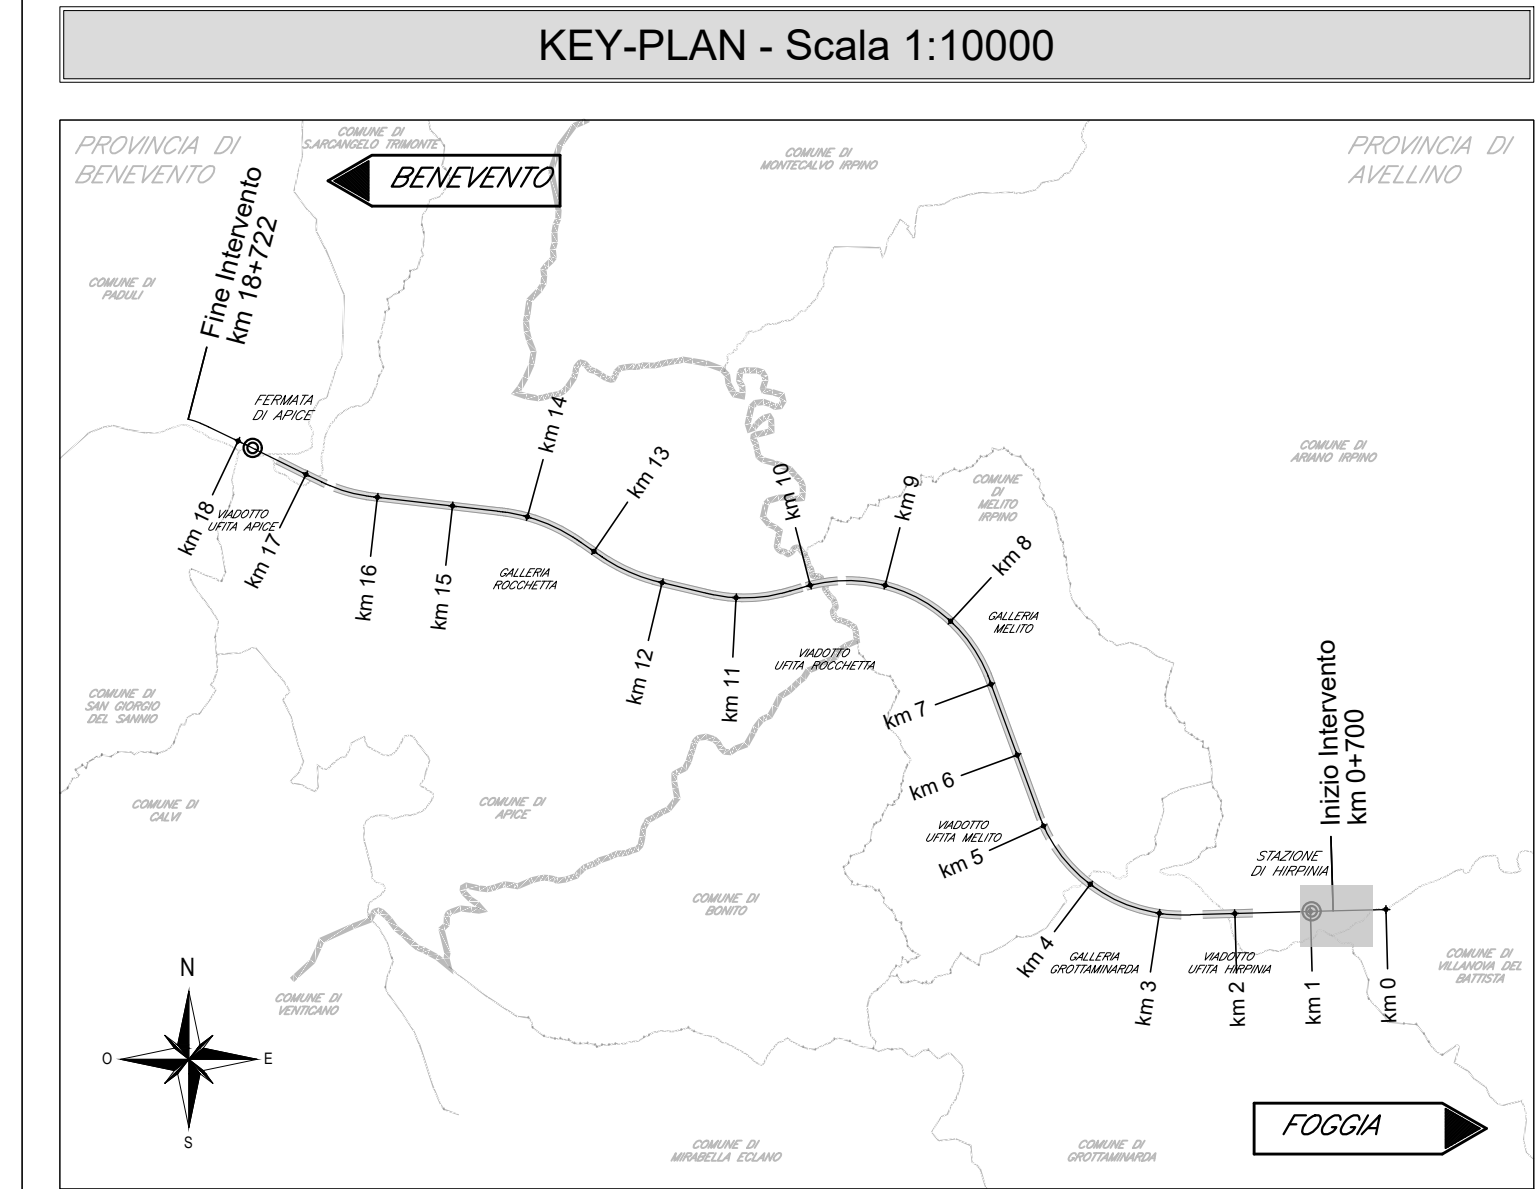 KEY-PLAN - Scala 1:10000
PROVINCIA DI
BENEVENTO
COMUNE DI
S.ARCANGELO TRIMONTE
BENEVENTO
COMUNE DI
MONTECALVO IRPINO
PROVINCIA DI
AVELLINO
COMUNE DI
PADULI
Fine Intervento
km 18+722
FERMATA
DI APICE
km 14
km 13
km 10
km 9
COMUNE
DI
MELITO
IRPINO
COMUNE DI
ARIANO IRPINO
km 18
VIADOTTO
UFITA APICE
km 17
km 16
km 15
GALLERIA
ROCCHETTA
km 8
GALLERIA
MELITO
km 12
km 11
VIADOTTO
UFITA ROCCHETTA
km 7
COMUNE DI
SAN GIORGIO
DEL SANNIO
Inizio Intervento
km 0+700
km 6
COMUNE DI
CALVI
COMUNE DI
APICE
VIADOTTO
UFITA MELITO
km 5
STAZIONE
DI HIRPINIA
COMUNE DI
BONITO
km 4
GALLERIA
GROTTAMINARDA
km 3
VIADOTTO
UFITA HIRPINIA
km 2
km 1
km 0
COMUNE DI
VILLANOVA DEL
BATTISTA
N
O
E
S
COMUNE DI
VENTICANO
FOGGIA
COMUNE DI
MIRABELLA ECLANO
COMUNE DI
GROTTAMINARDA